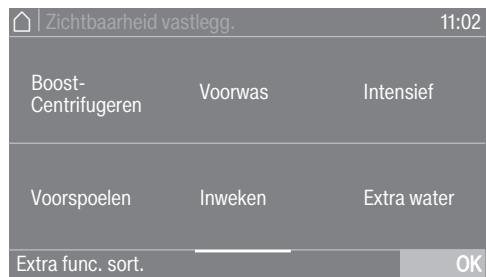 Zichtbaarheid vastlegg. 11:02
Boost-
Centrifugeren
Voorwas
Intensief
Voorspoelen
Inweken
Extra water
Extra func. sort. OK